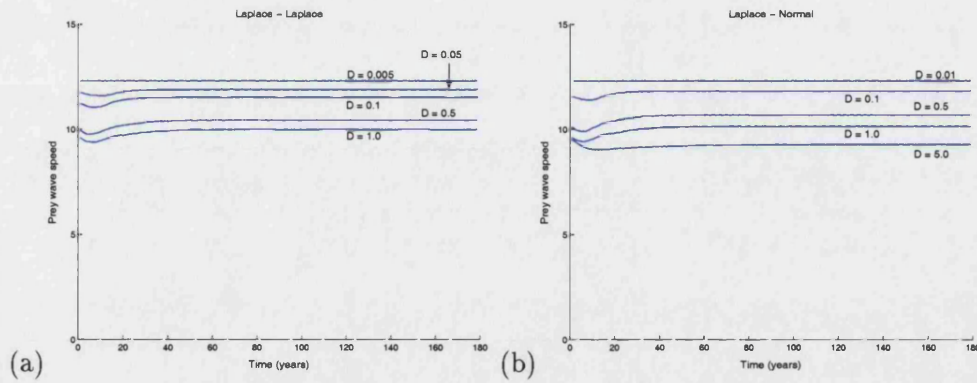 Laplace - Laplace
15
10
5
0
Prey wave speed
D = 0.05
D = 0.005
D = 0.1
D = 0.5
D = 1.0
0 20 40 60 80 100 120 140 160 180
Time (years)
(a)
Laplace - Normal
15
10
5
0
Prey wave speed
D = 0.01
D = 0.1
D = 0.5
D = 1.0
D = 5.0
0 20 40 60 80 100 120 140 160 180
Time (years)
(b)